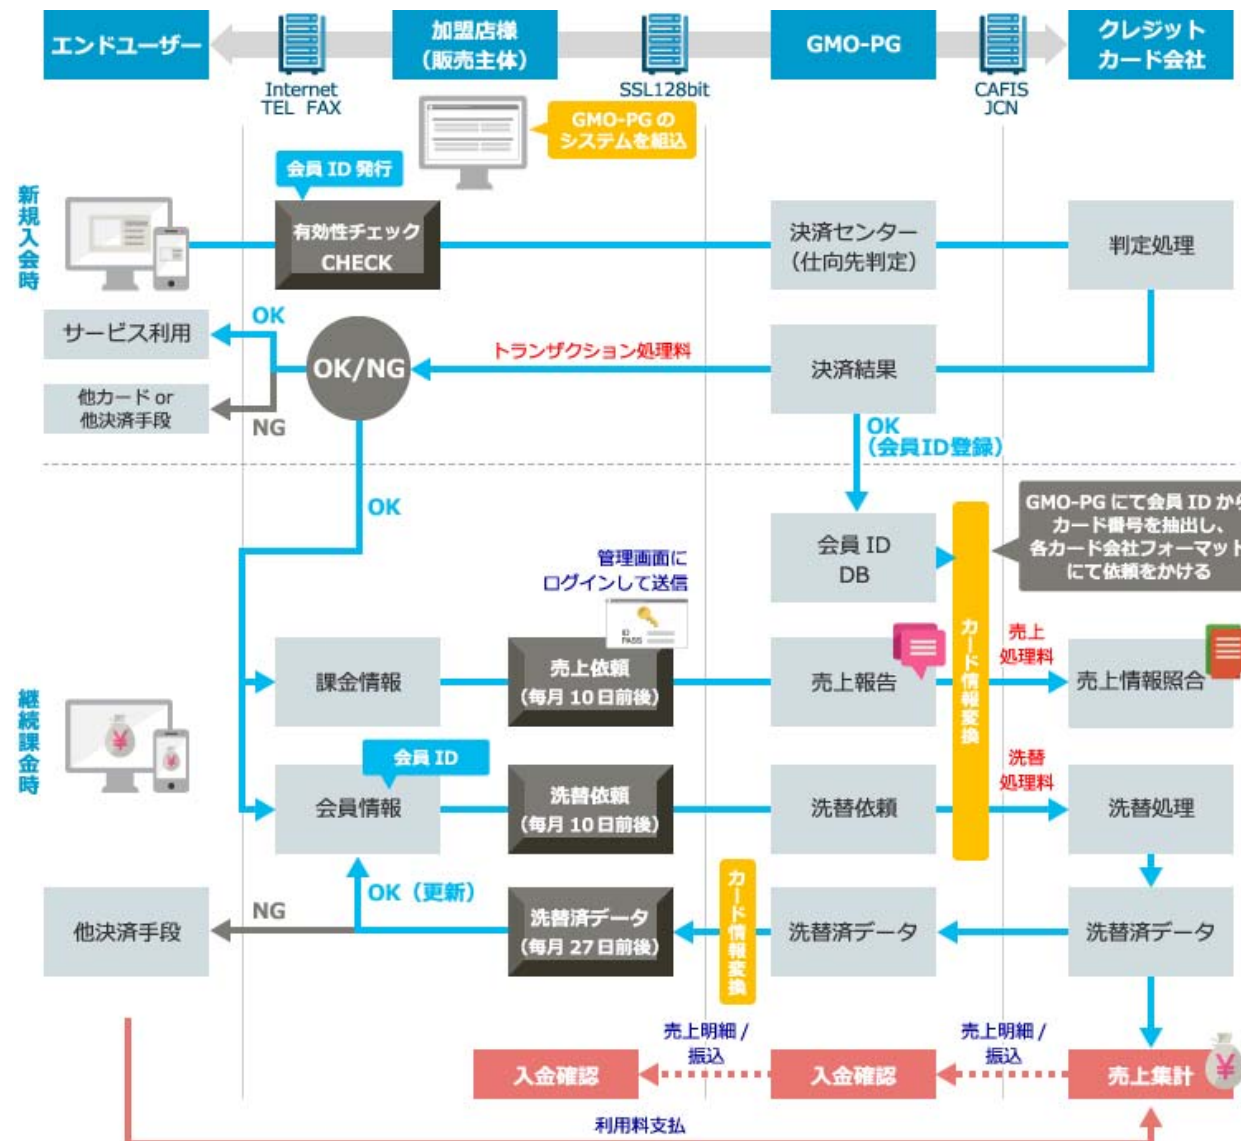 エンドユーザー
加盟店様
(販売主体)
GMO-PG
クレジット
カード会社
Internet
TEL FAX
SSL128bit
CAFIS
JCN
GMO-PG の
システムを組込
会員 ID 発行
新規入会時
有効性チェック
CHECK
決済センター
(仕向先判定)
判定処理
サービス利用
OK
OK/NG
トランザクション処理料
決済結果
他カード or
他決済手段
NG
OK
(会員ID登録)
OK
GMO-PG にて会員 ID から
カード番号を抽出し、
各カード会社フォーマット
にて依頼をかける
会員 ID
DB
管理画面に
ログインして送信
ID
PASS
カード情報変換
売上
処理料
継続課金時
課金情報
売上依頼
(毎月 10 日前後)
売上報告
売上情報照合
会員 ID
洗替
処理料
会員情報
洗替依頼
(毎月 10 日前後)
洗替依頼
洗替処理
OK(更新)
カード情報変換
他決済手段
NG
洗替済データ
(毎月 27 日前後)
洗替済データ
洗替済データ
売上明細 /
振込
売上明細 /
振込
入金確認
入金確認
売上集計
利用料支払